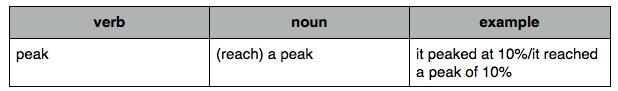 verb noun example
peak (reach) a peak it peaked at 10%/it reached
a peak of 10%